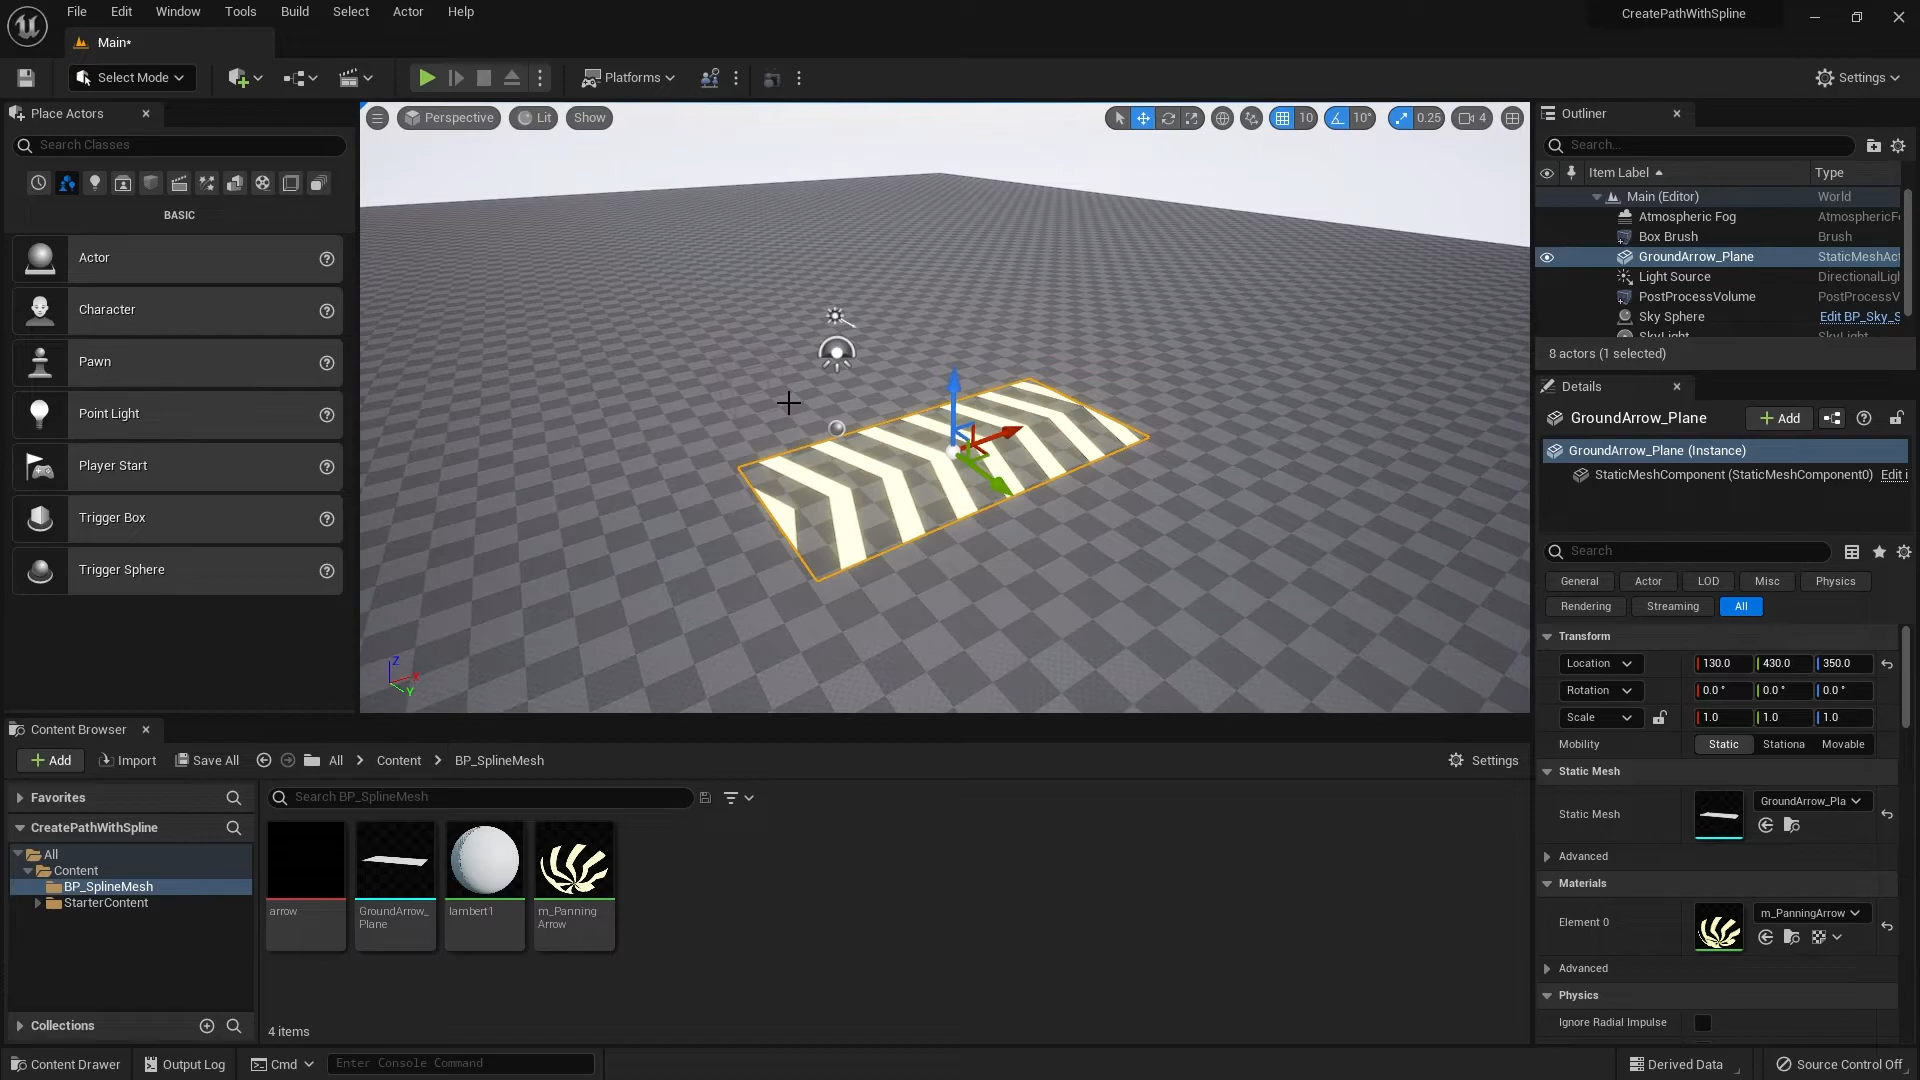 File Edit Window Tools Build Select Actor Help
CreatePathWithSpline
Main*
Select Mode
Platforms
Settings
Place Actors
Search Classes
BASIC
Actor
Character
Pawn
Point Light
Player Start
Trigger Box
Trigger Sphere
Perspective
Lit
Show
10
10°
0.25
4
Z
X
Y
Outliner
Search...
Item Label Type
Main (Editor) World
Atmospheric Fog AtmosphericF
Box Brush Brush
GroundArrow_Plane StaticMeshAct
Light Source DirectionalLig
PostProcessVolume PostProcessV
Sky Sphere Edit BP_Sky_S
SkyLight SkyLight
8 actors (1 selected)
Details
GroundArrow_Plane
Add
GroundArrow_Plane (Instance)
StaticMeshComponent (StaticMeshComponent0) Edit i
Search
General Actor LOD Misc Physics
Rendering Streaming All
Transform
Location 130.0 430.0 350.0
Rotation 0.0 ° 0.0 ° 0.0 °
Scale 1.0 1.0 1.0
Mobility Static Stationa Movable
Static Mesh
Static Mesh GroundArrow_Pla
Advanced
Materials
Element 0 m_PanningArrow
Advanced
Physics
Ignore Radial Impulse
Content Browser
Add Import Save All All Content BP_SplineMesh Settings
Favorites
CreatePathWithSpline
All
Content
BP_SplineMesh
StarterContent
Collections
Search BP_SplineMesh
arrow
GroundArrow_
Plane
lambert1
m_Panning
Arrow
4 items
Content Drawer Output Log Cmd Enter Console Command Derived Data Source Control Off